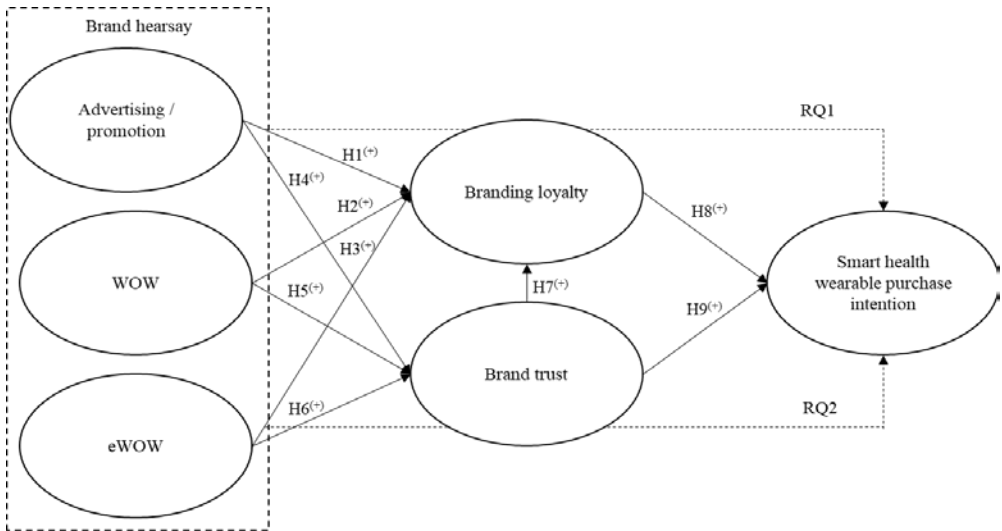 Brand hearsay
Advertising /
promotion
WOW
eWOW
H1(+)
H4(+)
H2(+)
H3(+)
H5(+)
H6(+)
Branding loyalty
H7(+)
Brand trust
RQ1
H8(+)
H9(+)
RQ2
Smart health
wearable purchase
intention